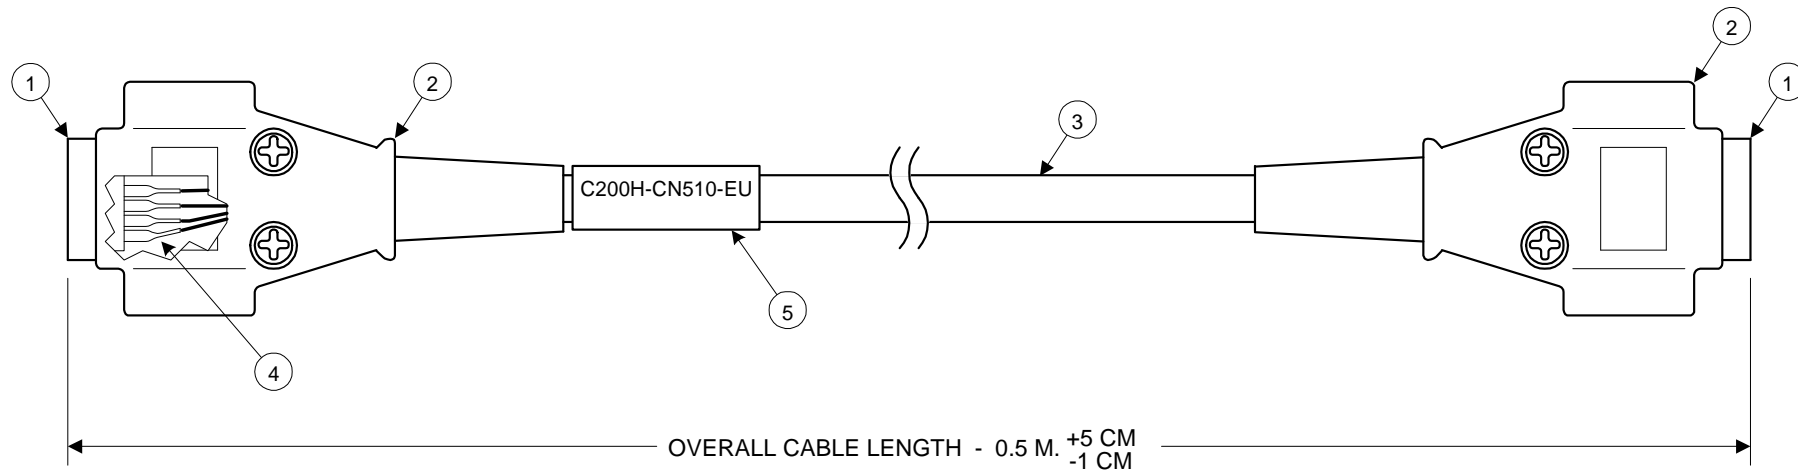 2
1
2
1
3
C200H-CN510-EU
5
4
OVERALL CABLE LENGTH - 0.5 M. +5 CM
-1 CM